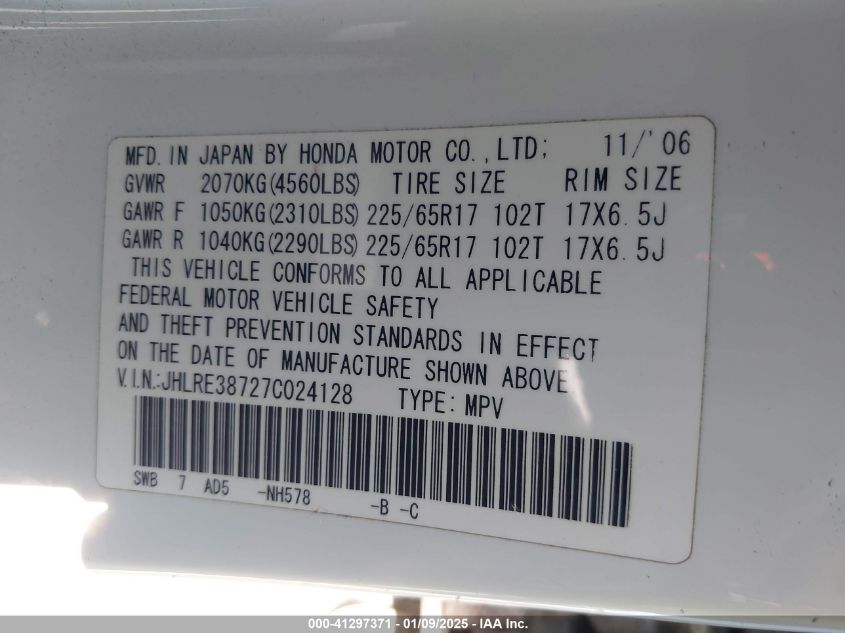 MFD. IN JAPAN BY HONDA MOTOR CO.,LTD; 11/'06
GVWR 2070KG(4560LBS) TIRE SIZE RIM SIZE
GAWR F 1050KG(2310LBS) 225/65R17 102T 17X6.5J
GAWR R 1040KG(2290LBS) 225/65R17 102T 17X6.5J
THIS VEHICLE CONFORMS TO ALL APPLICABLE
FEDERAL MOTOR VEHICLE SAFETY
AND THEFT PREVENTION STANDARDS IN EFFECT
ON THE DATE OF MANUFACTURE SHOWN ABOVE
V.I.N.:JHLRE38727C024128 TYPE: MPV
SWB 7 AD5 -NH578 -B -C
000-41297371 - 01/09/2025 - IAA Inc.